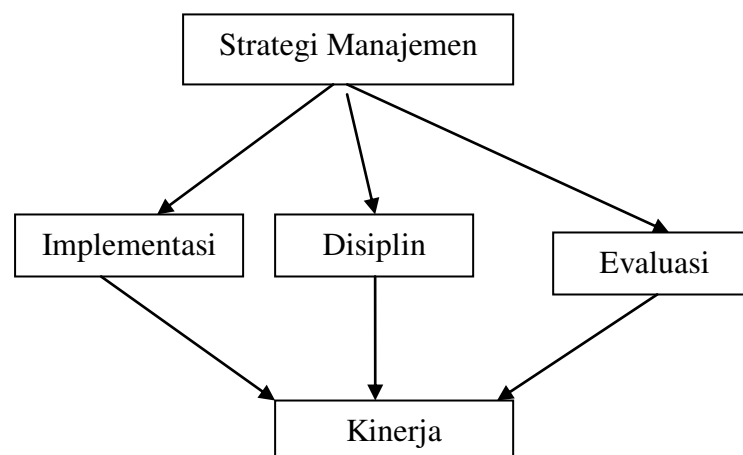 Strategi Manajemen
Implementasi
Disiplin
Evaluasi
Kinerja